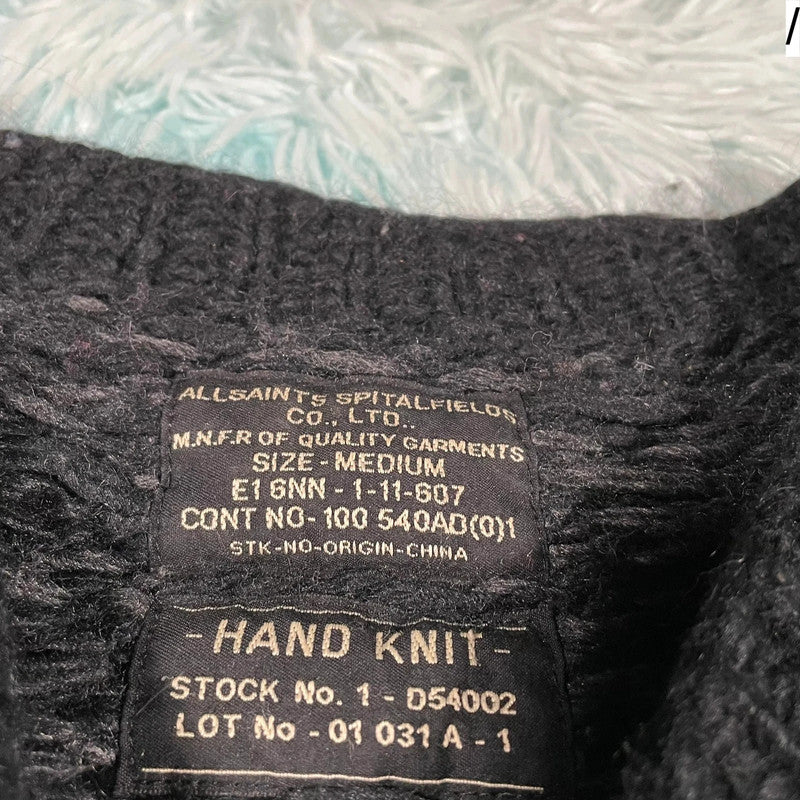 ALLSAINTS SPITALFIELDS
CO., LTD..
M.N.F.R OF QUALITY GARMENTS
SIZE - MEDIUM
E1 6NN - 1-11-607
CONT NO- 100 540AD(0)1
STK-NO-ORIGIN-CHINA
- HAND KNIT -
STOCK No. 1 - D54002
LOT No - 01 031 A - 1